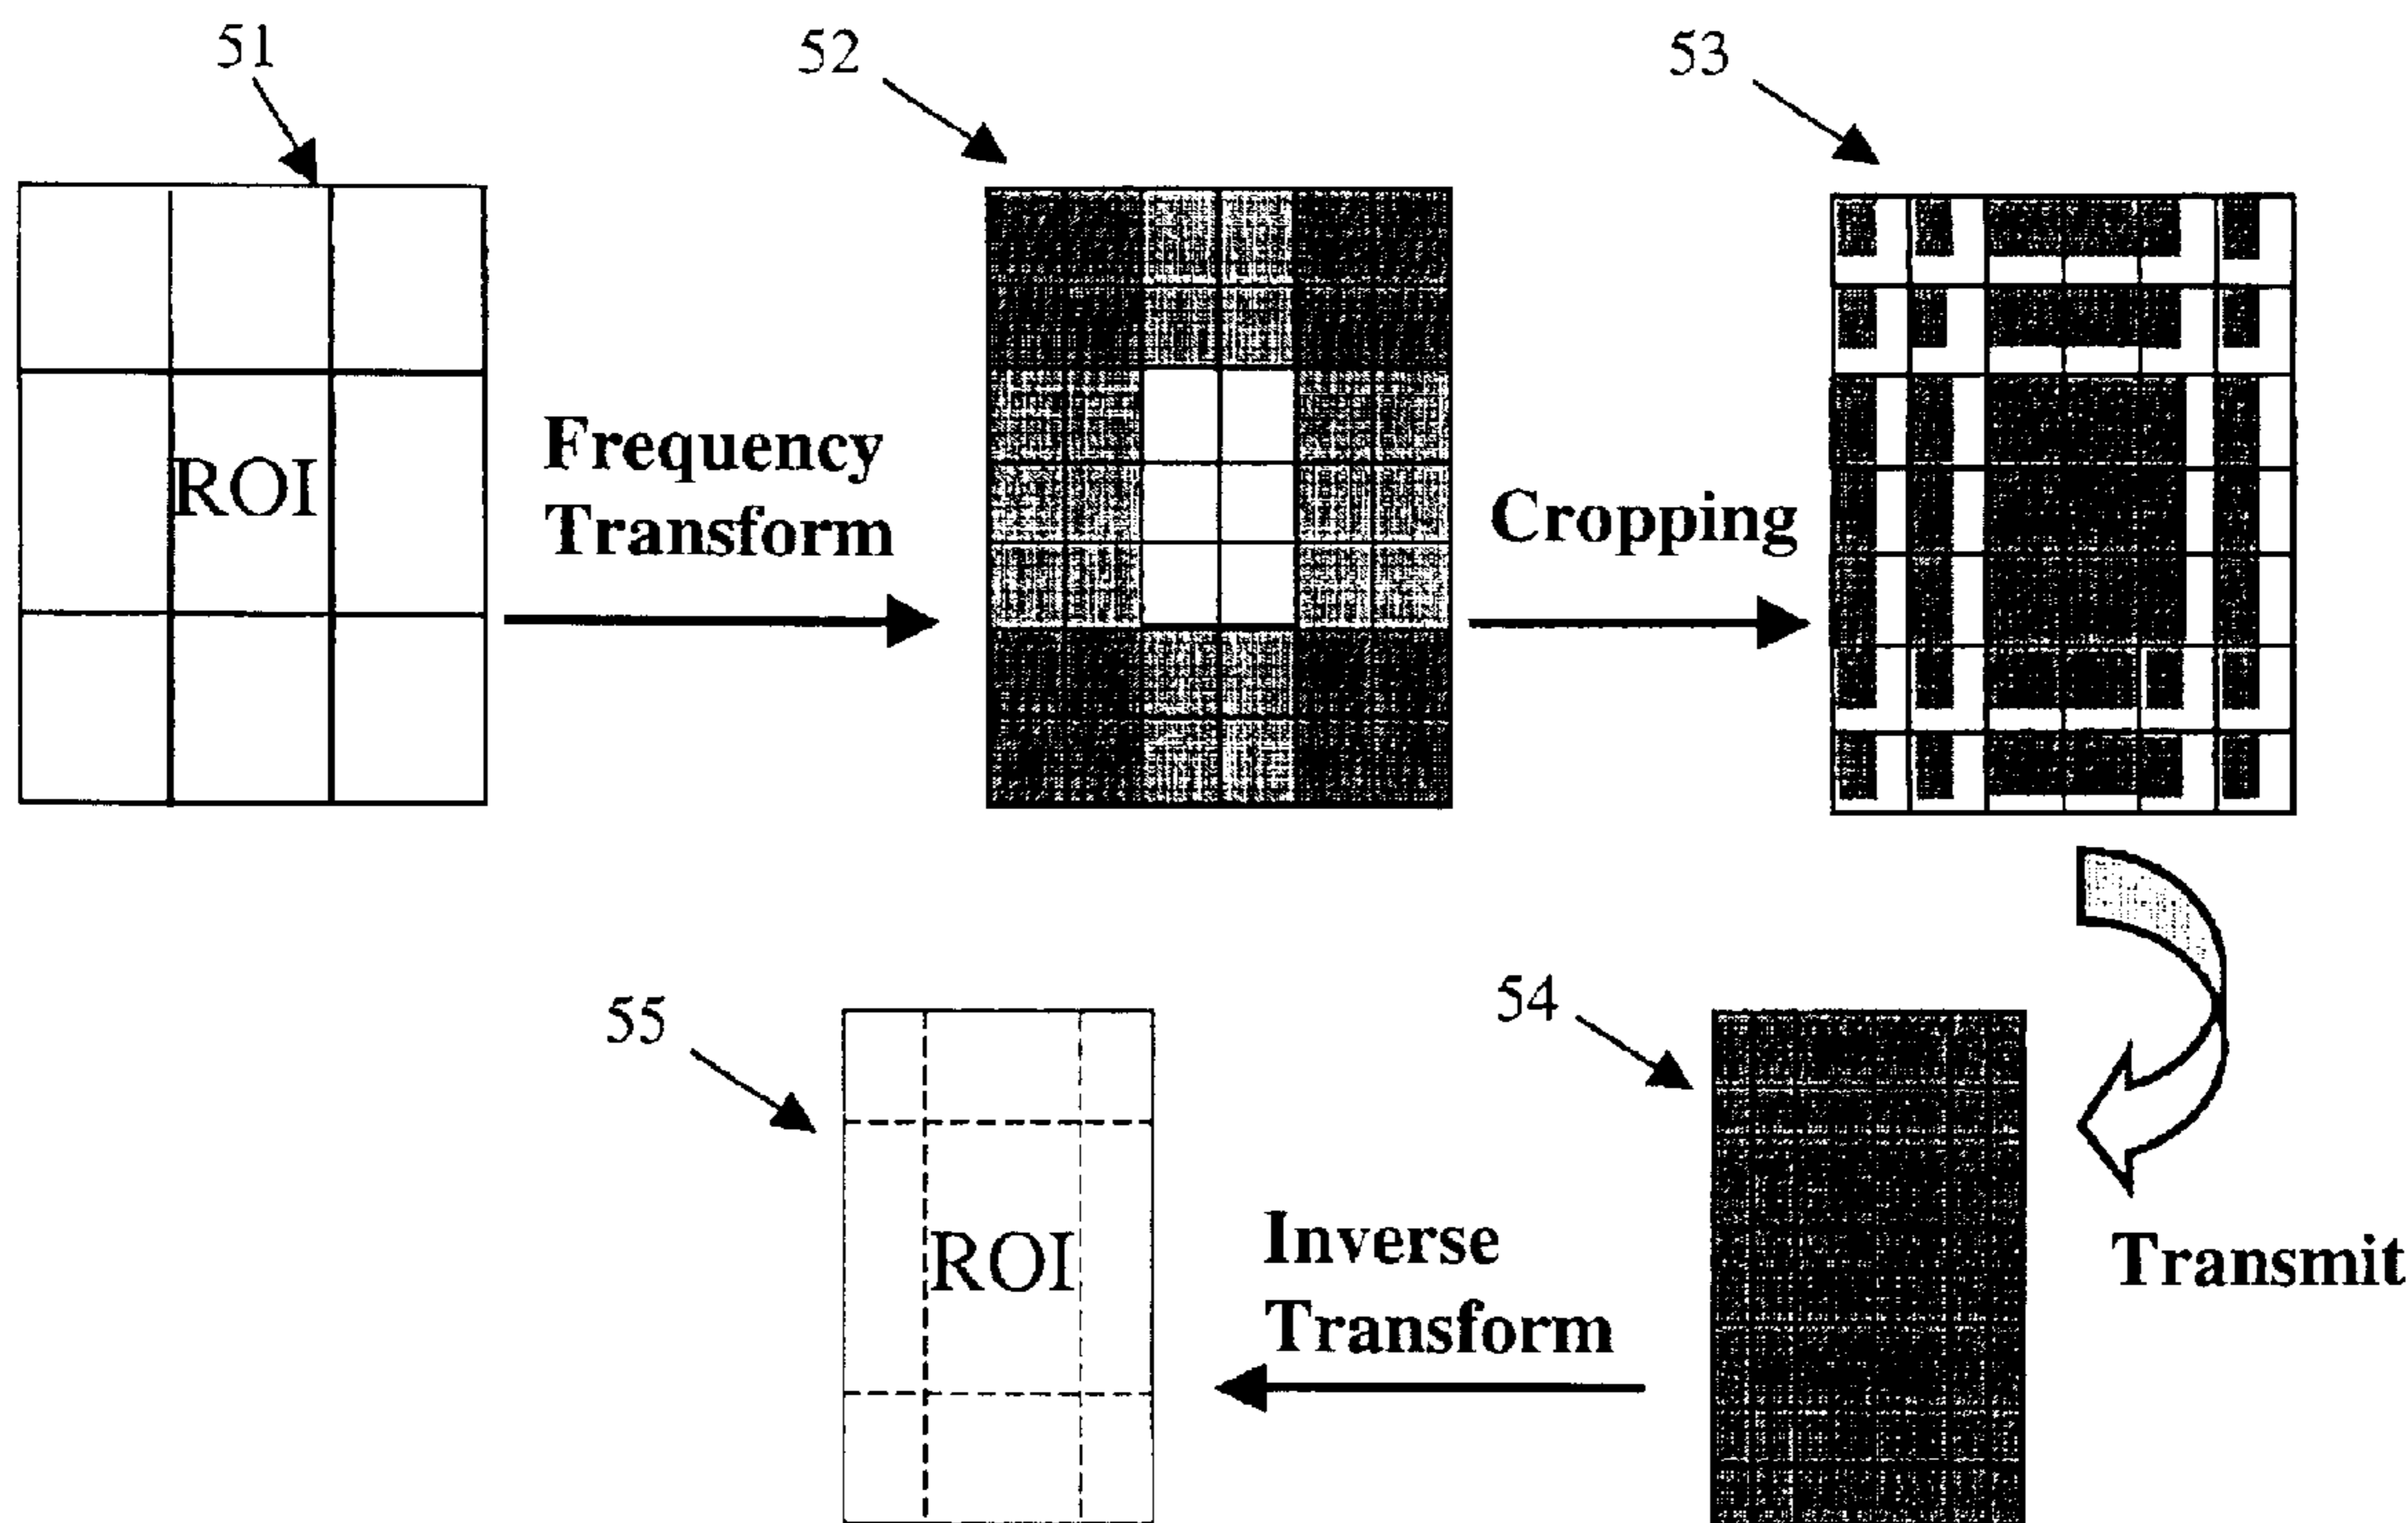 51
52
53
ROI
Frequency
Transform
Cropping
55
54
ROI
Inverse
Transform
Transmit